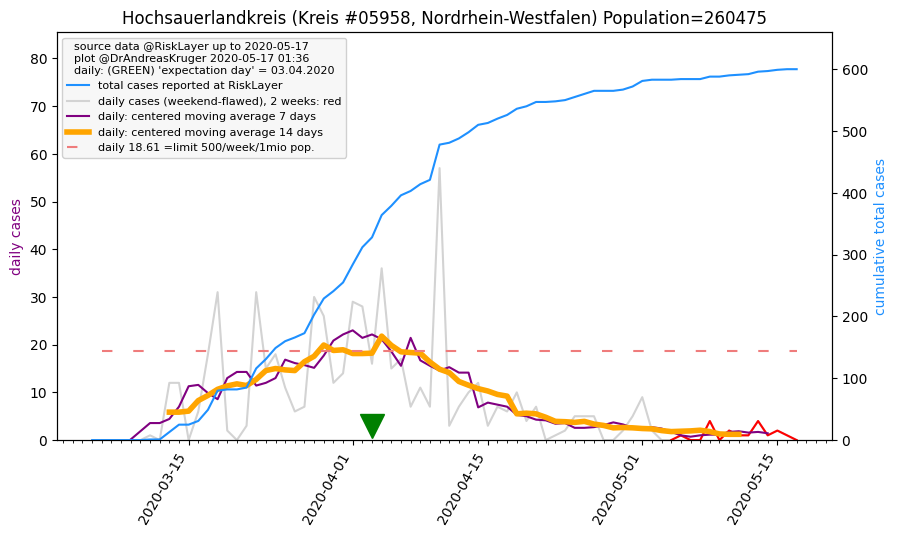 Hochsauerlandkreis (Kreis #05958, Nordrhein-Westfalen) Population=260475
source data @RiskLayer up to 2020-05-17
plot @DrAndreasKruger 2020-05-17 01:36
daily: (GREEN) 'expectation day' = 03.04.2020
total cases reported at RiskLayer
daily cases (weekend-flawed), 2 weeks: red
daily: centered moving average 7 days
daily: centered moving average 14 days
daily 18.61 =limit 500/week/1mio pop.
daily cases
80
70
60
50
40
30
20
10
0
cumulative total cases
600
500
400
300
200
100
0
2020-03-15
2020-04-01
2020-04-15
2020-05-01
2020-05-15